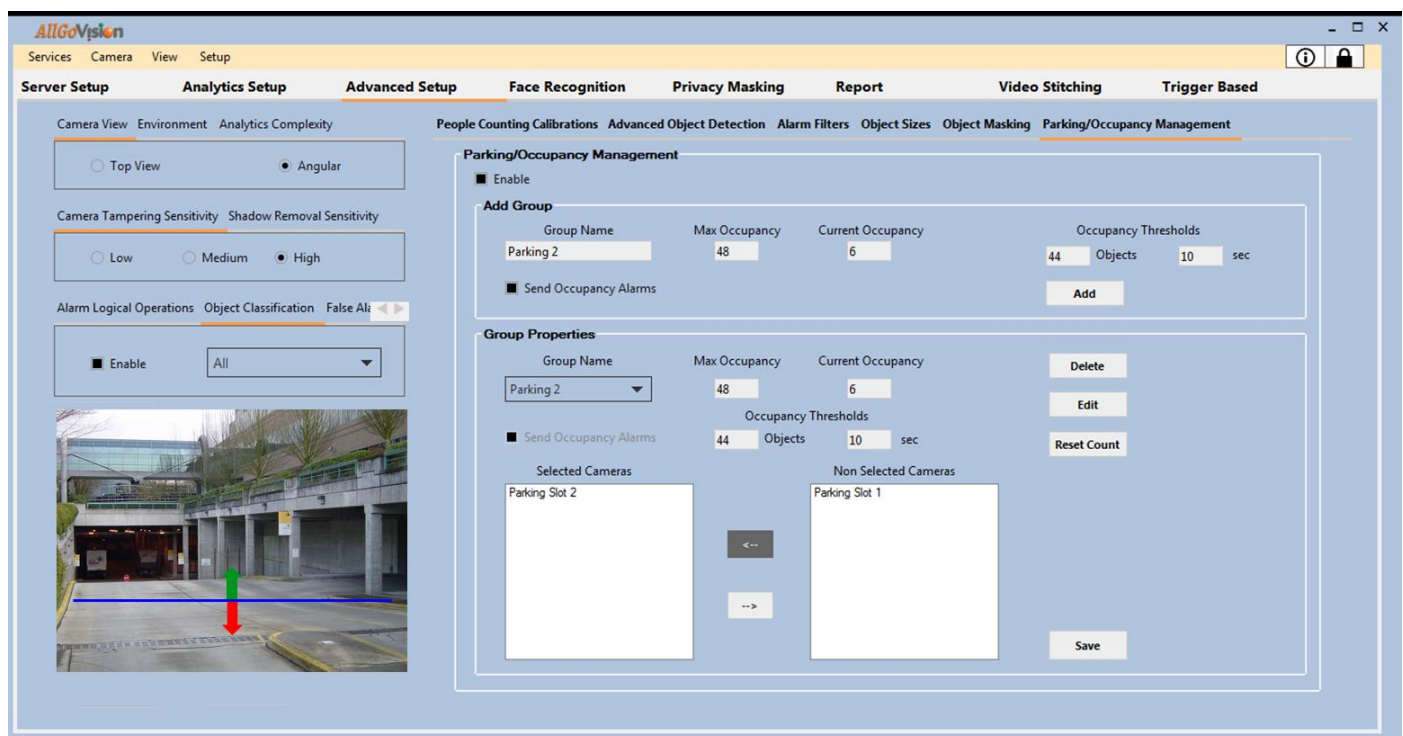 AllGoVision
Services Camera View Setup
Server Setup Analytics Setup Advanced Setup Face Recognition Privacy Masking Report Video Stitching Trigger Based
Camera View Environment Analytics Complexity
Top View Angular
Camera Tampering Sensitivity Shadow Removal Sensitivity
Low Medium High
Alarm Logical Operations Object Classification False Ala
Enable All
People Counting Calibrations Advanced Object Detection Alarm Filters Object Sizes Object Masking Parking/Occupancy Management
Parking/Occupancy Management
Enable
Add Group
Group Name Max Occupancy Current Occupancy Occupancy Thresholds
Parking 2 48 6 44 Objects 10 sec
Send Occupancy Alarms Add
Group Properties
Group Name Max Occupancy Current Occupancy Delete
Parking 2 48 6 Edit
Occupancy Thresholds
Send Occupancy Alarms 44 Objects 10 sec Reset Count
Selected Cameras Non Selected Cameras
Parking Slot 2 Parking Slot 1
<--
-->
Save